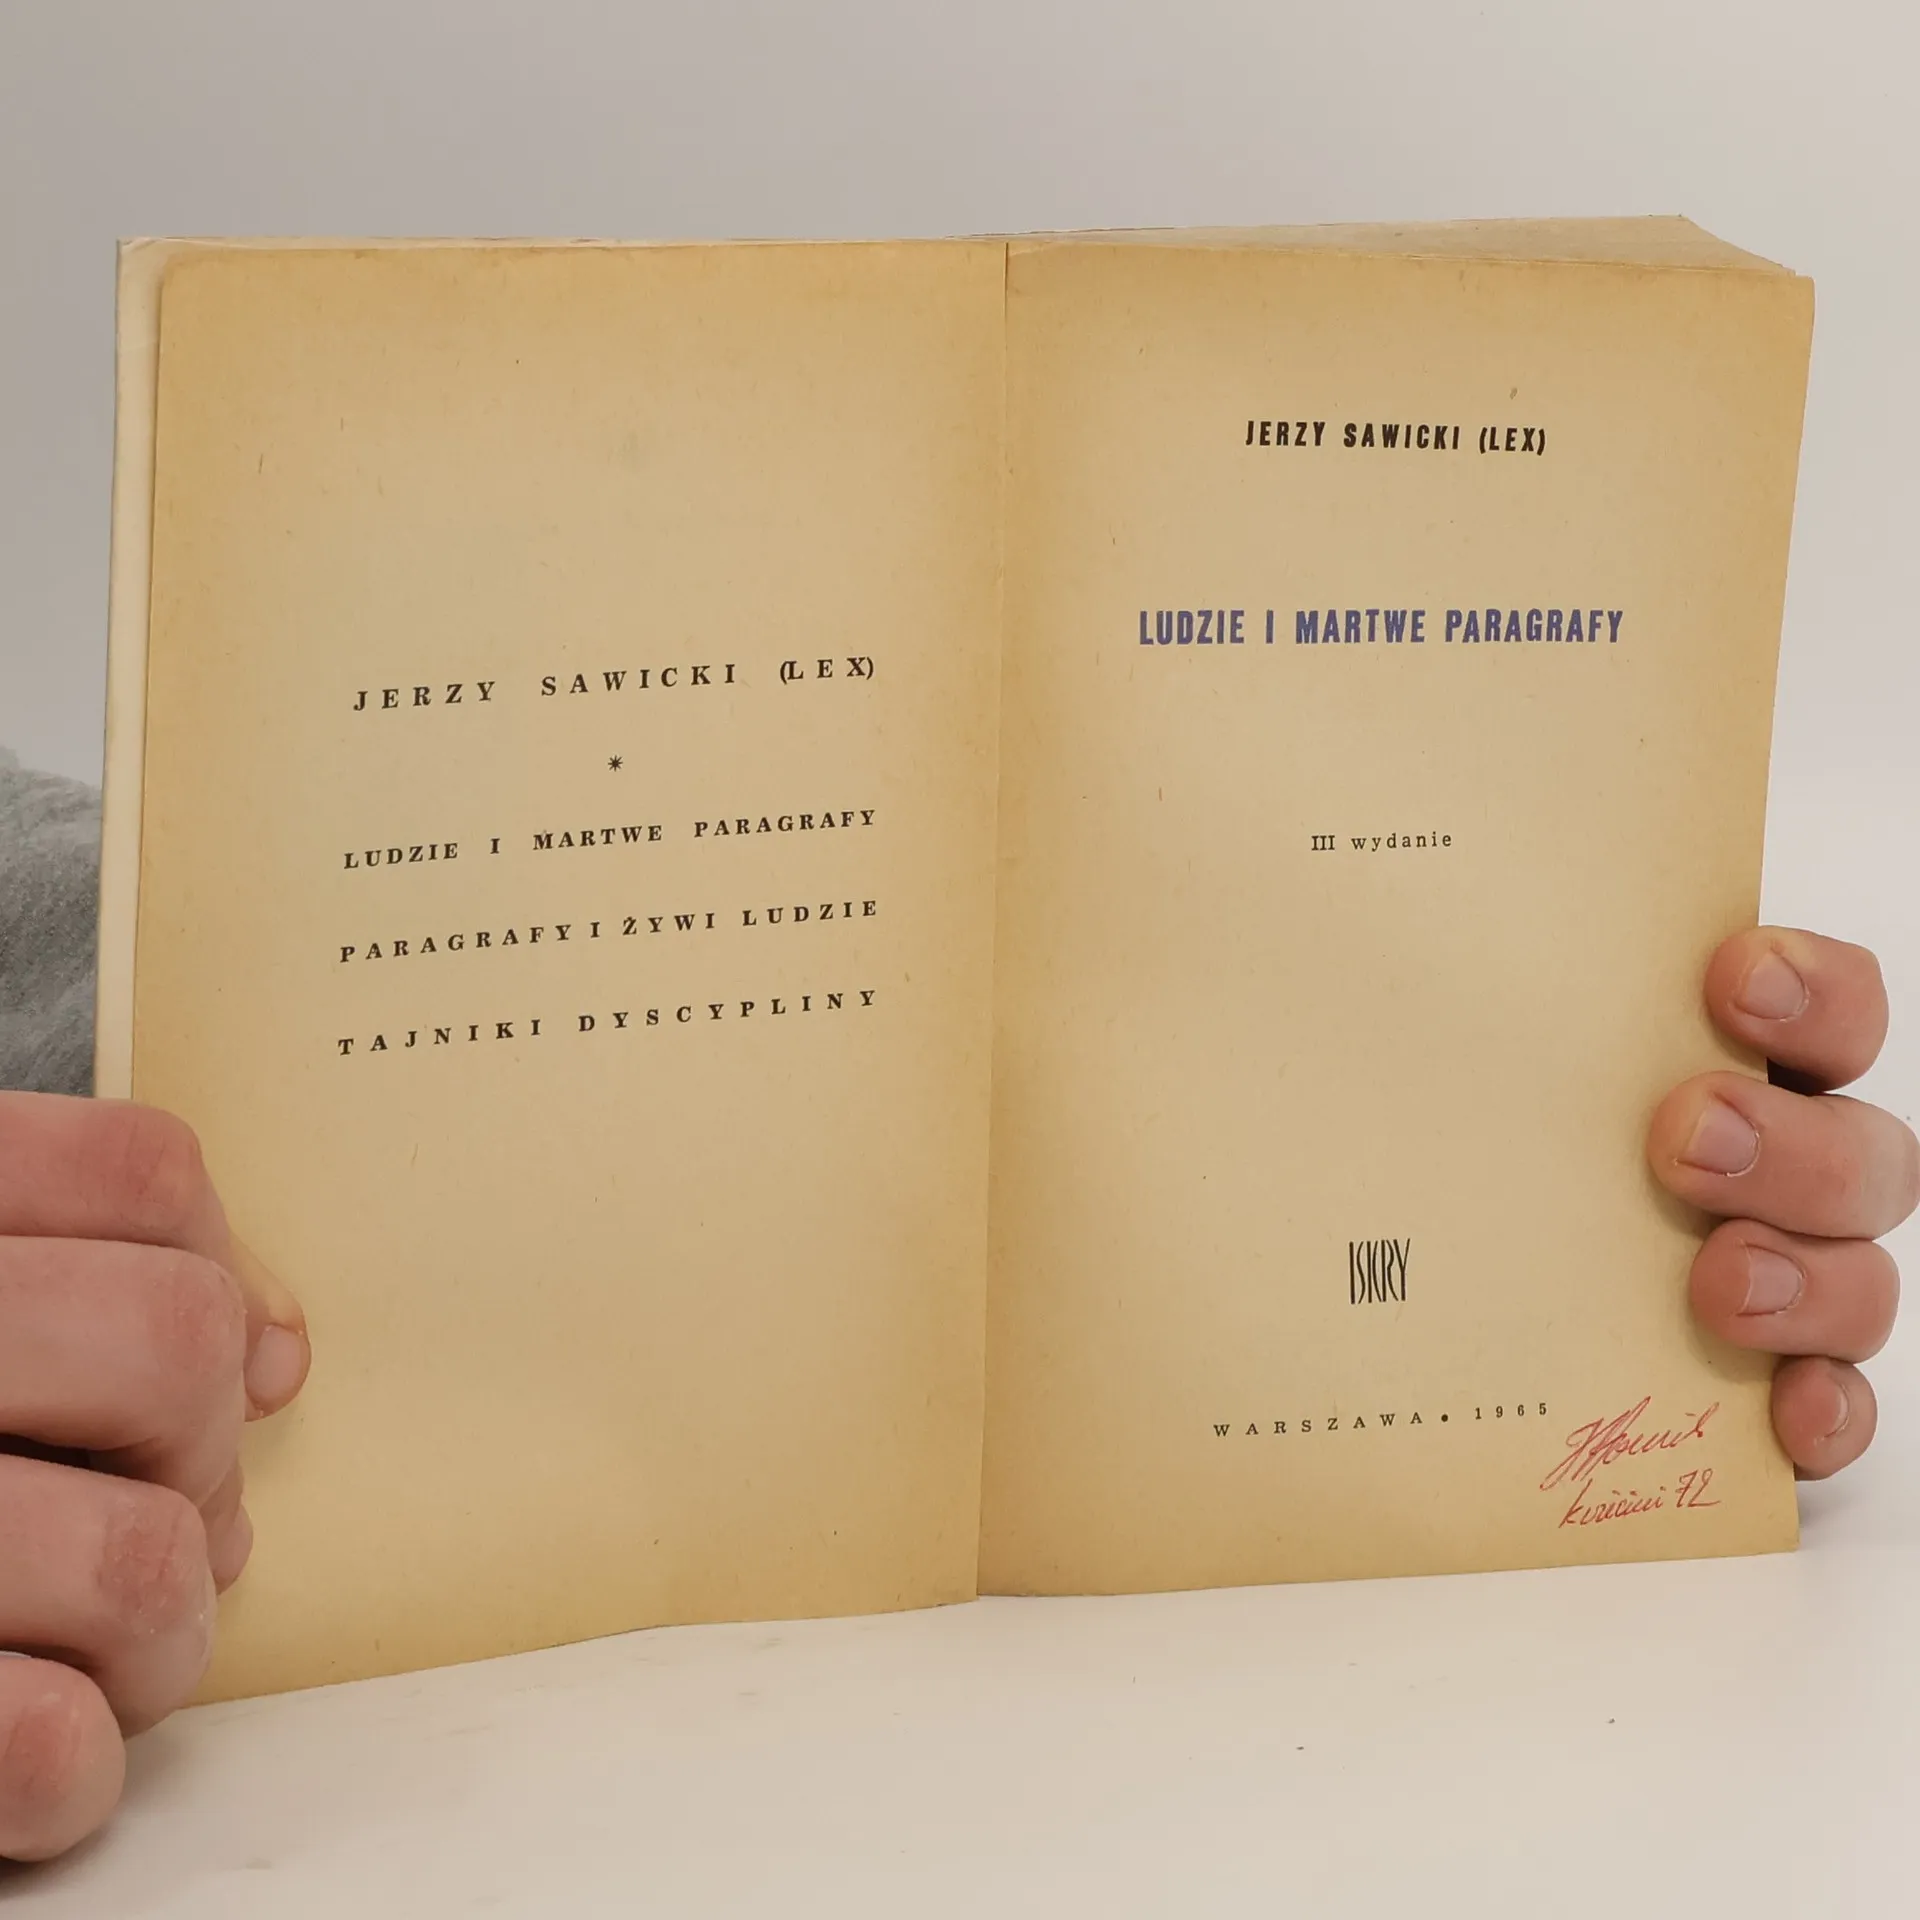 JERZY SAWICKI (LEX)
*
LUDZIE I MARTWE PARAGRAFY
PARAGRAFY I ŻYWI LUDZIE
TAJNIKI DYSCYPLINY
JERZY SAWICKI (LEX)
LUDZIE I MARTWE PARAGRAFY
III wydanie
ISKRY
WARSZAWA • 1965
72